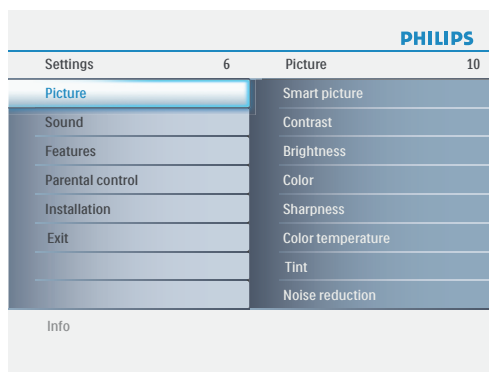 PHILIPS
Settings 6 Picture 10
Picture Smart picture
Sound Contrast
Features Brightness
Parental control Color
Installation Sharpness
Exit Color temperature
Tint
Noise reduction
Info